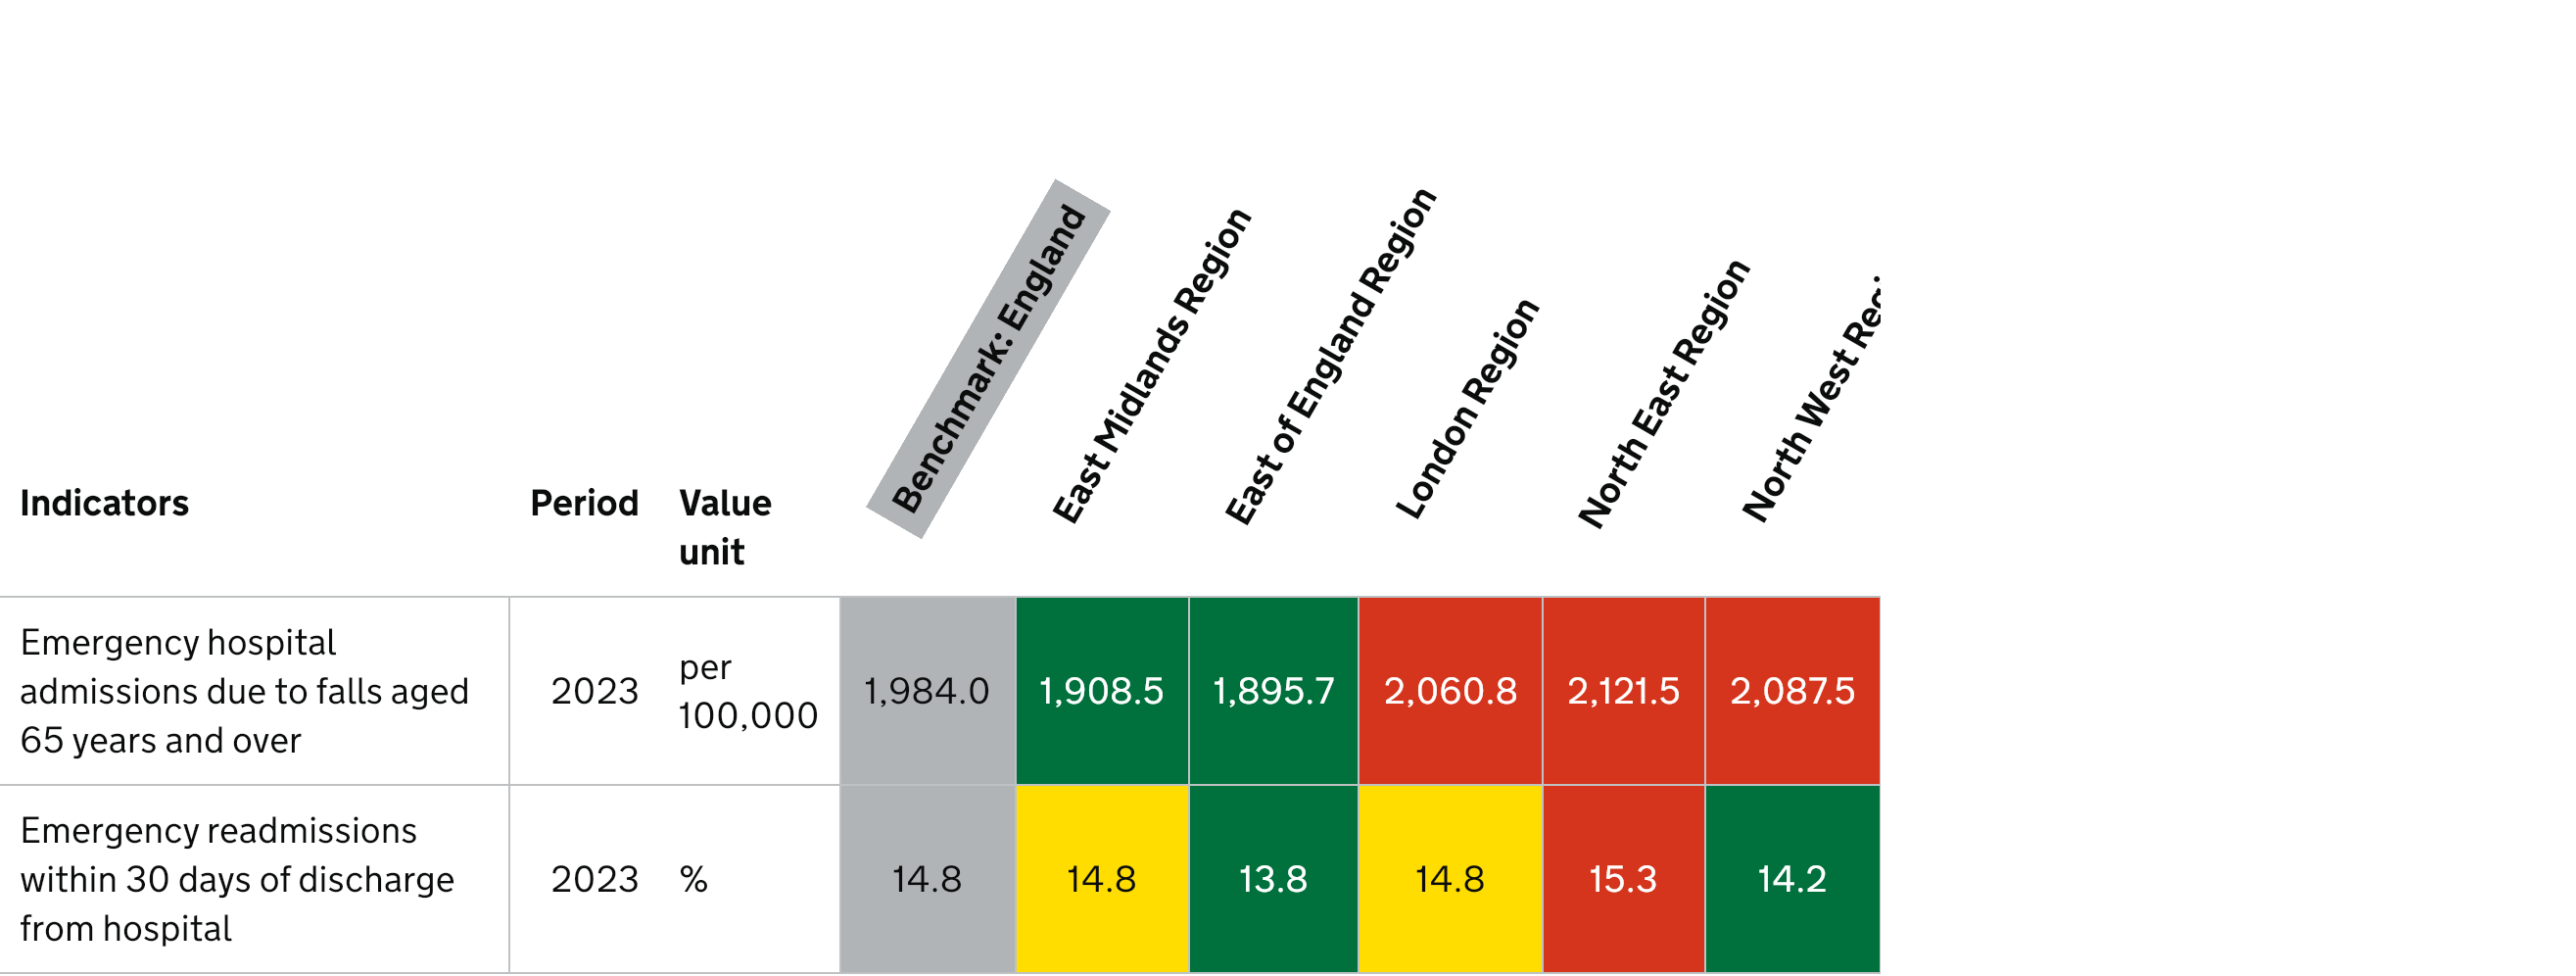 Benchmark: England
East Midlands Region
East of England Region
London Region
North East Region
North West
Indicators
Period
Value
unit
Emergency hospital
admissions due to falls aged
65 years and over
2023
per
100,000
1,984.0
1,908.5
1,895.7
2,060.8
2,121.5
2,087.5
Emergency readmissions
within 30 days of discharge
from hospital
2023
%
14.8
14.8
13.8
14.8
15.3
14.2